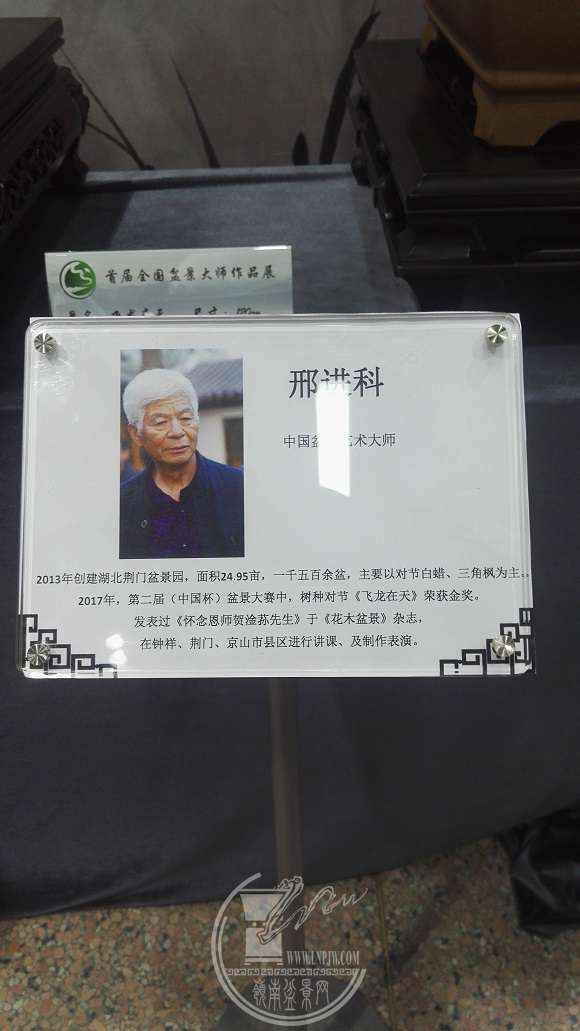 首届全国盆景大师作品展
邢进科
中国盆 艺术大师
2013年创建湖北荆门盆景园，面积24.95亩，一千五百余盆，主要以对节白蜡、三角枫为主。
2017年，第二届（中国杯）盆景大赛中，树种对节《飞龙在天》荣获金奖。
发表过《怀念恩师贺淦荪先生》于《花木盆景》杂志，
在钟祥、荆门、京山市县区进行讲课、及制作表演。
WWW.LNPJW.COM
嶺南盆景网